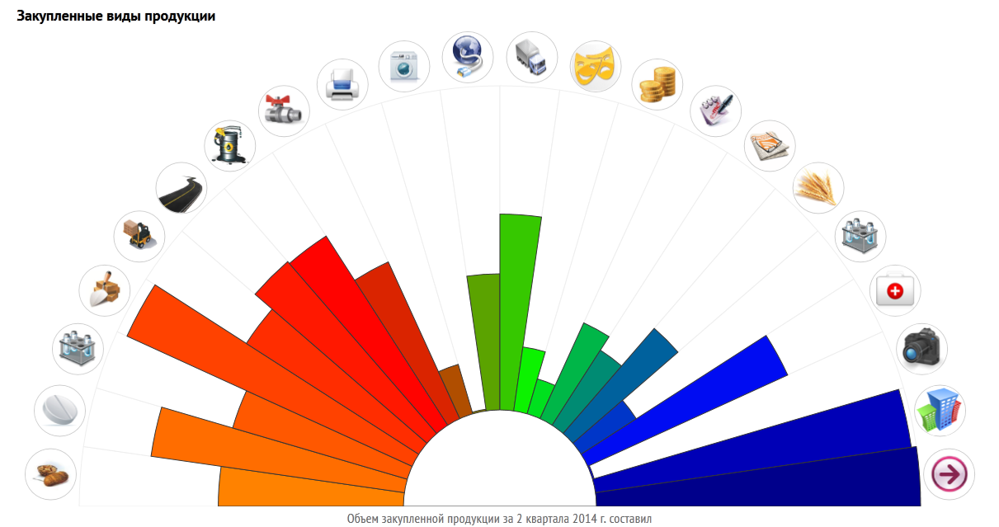 Закупленные виды продукции
Объем закупленной продукции за 2 квартала 2014 г. составил